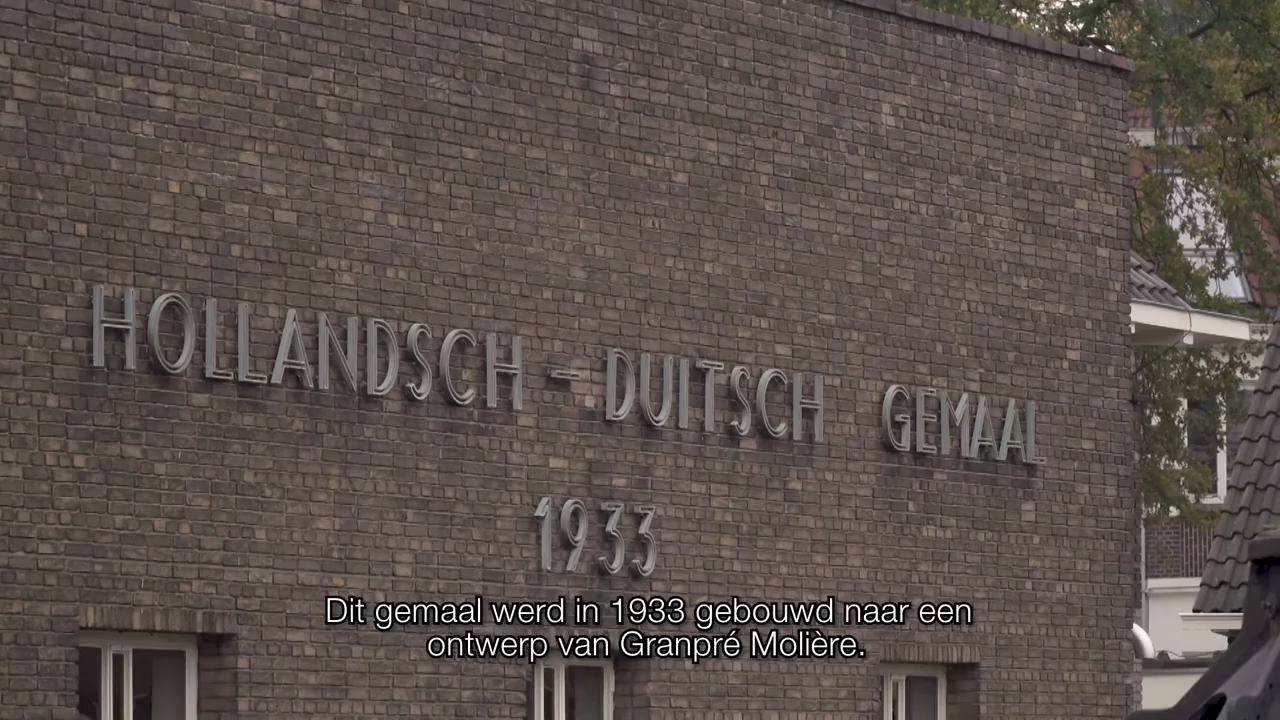 HOLLANDSCH - DUITSCH GEMAAL
1933
Dit gemaal werd in 1933 gebouwd naar een
ontwerp van Granpré Molière.